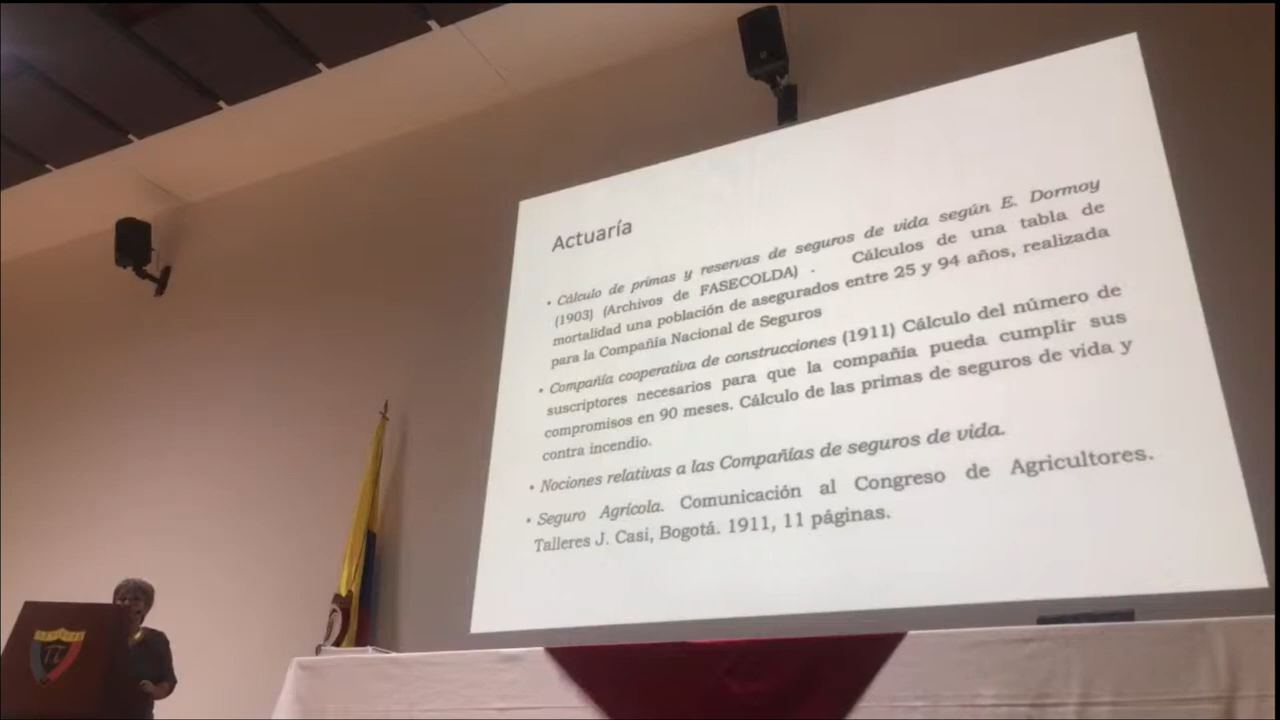 Actuaría
• Cálculo de primas y reservas de seguros de vida según E. Dormoy
(1903) (Archivos de FASECOLDA) . Cálculos de una tabla de
mortalidad una población de asegurados entre 25 y 94 años, realizada
para la Compañía Nacional de Seguros
• Compañía cooperativa de construcciones (1911) Cálculo del número de
suscriptores necesarios para que la compañía pueda cumplir sus
compromisos en 90 meses. Cálculo de las primas de seguros de vida y
contra incendio.
• Nociones relativas a las Compañías de seguros de vida.
• Seguro Agrícola. Comunicación al Congreso de Agricultores.
Talleres J. Casi, Bogotá. 1911, 11 páginas.
π